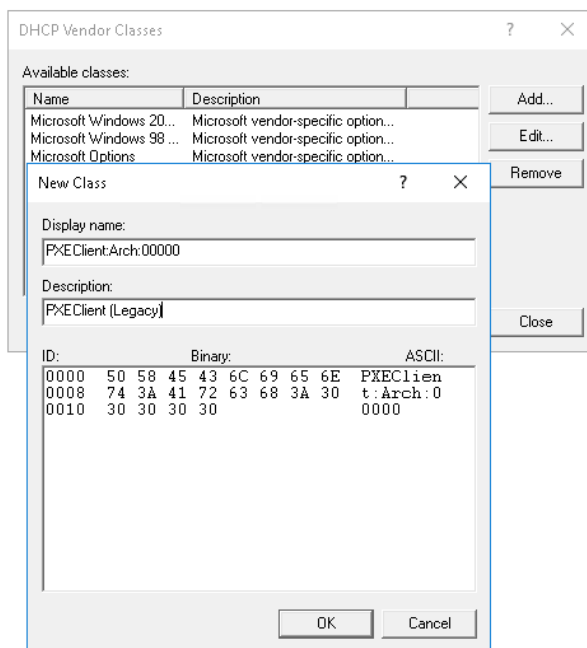 DHCP Vendor Classes ? ×
Available classes:
Name Description
Microsoft Windows 20... Microsoft vendor-specific option...
Microsoft Windows 98 ... Microsoft vendor-specific option...
Microsoft Options Microsoft vendor-specific option...
Add...
Edit...
Remove
Close
New Class ? ×
Display name:
PXEClient:Arch:00000
Description:
PXEClient (Legacy)
ID: Binary: ASCII:
0000 50 58 45 43 6C 69 65 6E PXEClien
0008 74 3A 41 72 63 68 3A 30 t:Arch:0
0010 30 30 30 30 0000
OK Cancel